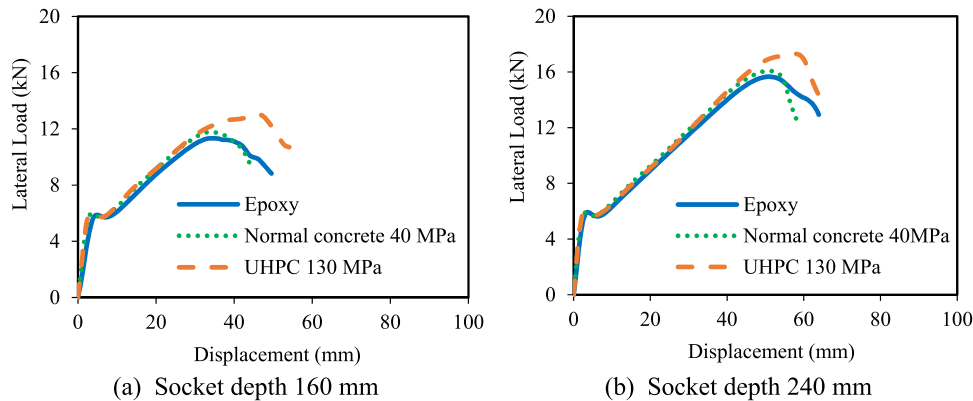 20
16
12
8
4
0
Lateral Load (kN)
Epoxy
Normal concrete 40 MPa
UHPC 130 MPa
0 20 40 60 80 100
Displacement (mm)
(a) Socket depth 160 mm
20
16
12
8
4
0
Lateral Load (kN)
Epoxy
Normal concrete 40MPa
UHPC 130 MPa
0 20 40 60 80 100
Displacement (mm)
(b) Socket depth 240 mm